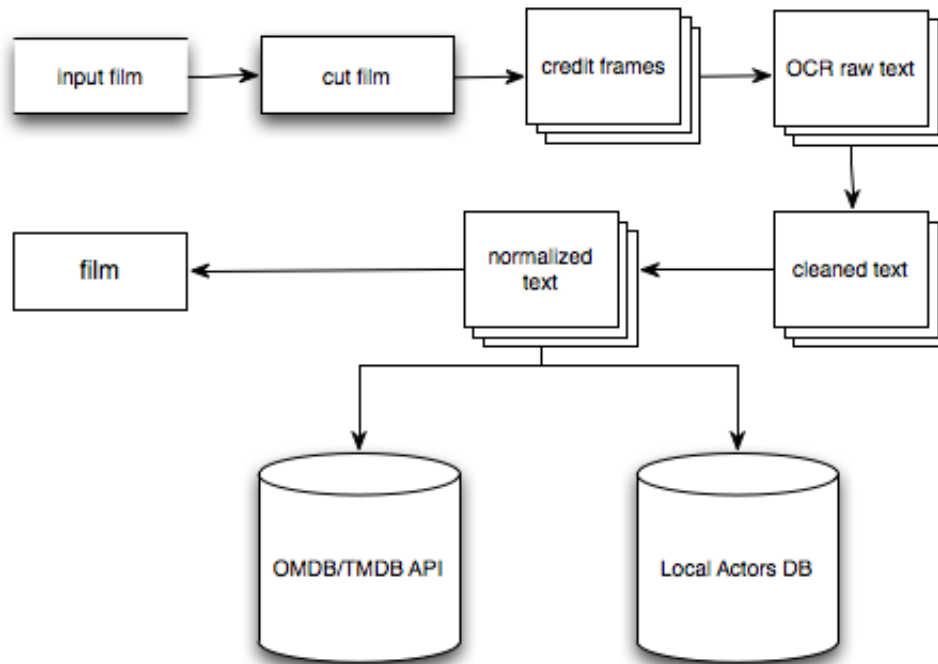 input film
cut film
credit frames
OCR raw text
film
normalized
text
cleaned text
OMDB/TMDB API
Local Actors DB